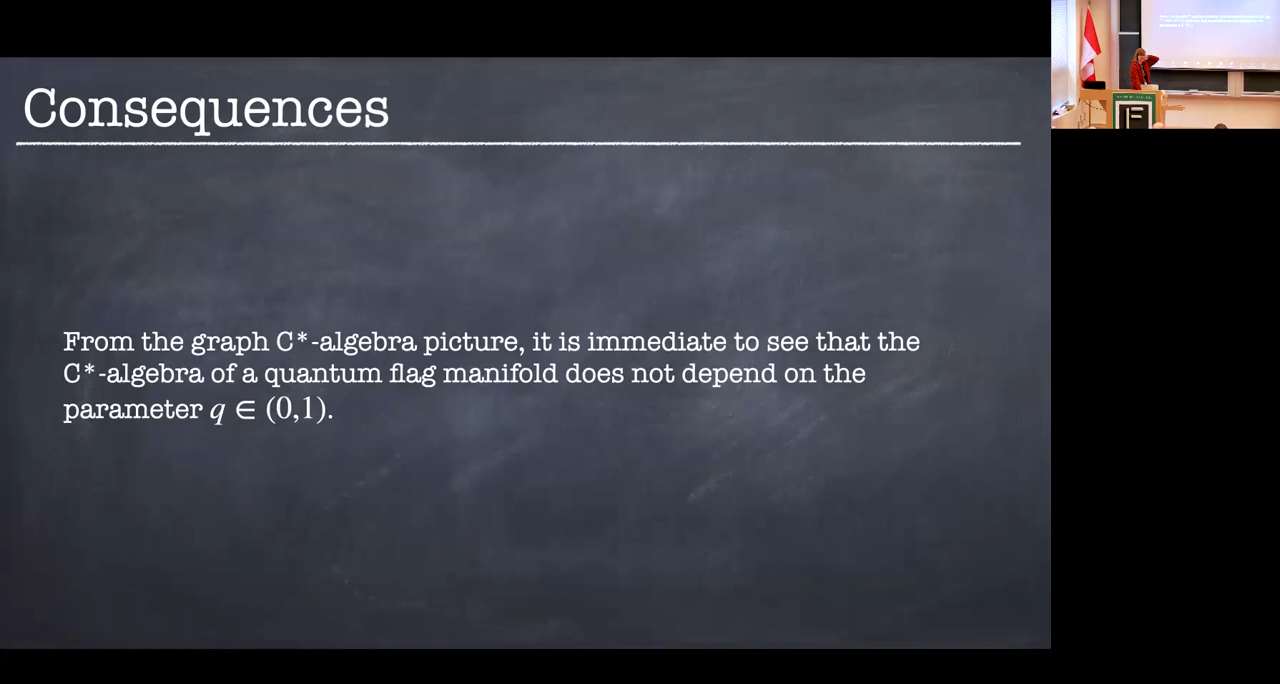 Consequences
From the graph C*-algebra picture, it is immediate to see that the
C*-algebra of a quantum flag manifold does not depend on the
parameter q ∈ (0,1).